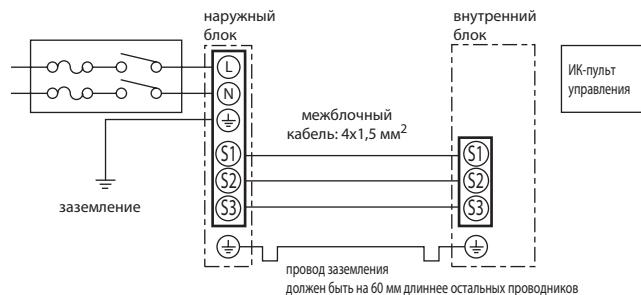 наружный
блок
внутренний
блок
L
N
ИК-пульт
управления
межблочный
кабель: 4x1,5 мм²
S1
S2
S3
S1
S2
S3
заземление
провод заземления
должен быть на 60 мм длиннее остальных проводников